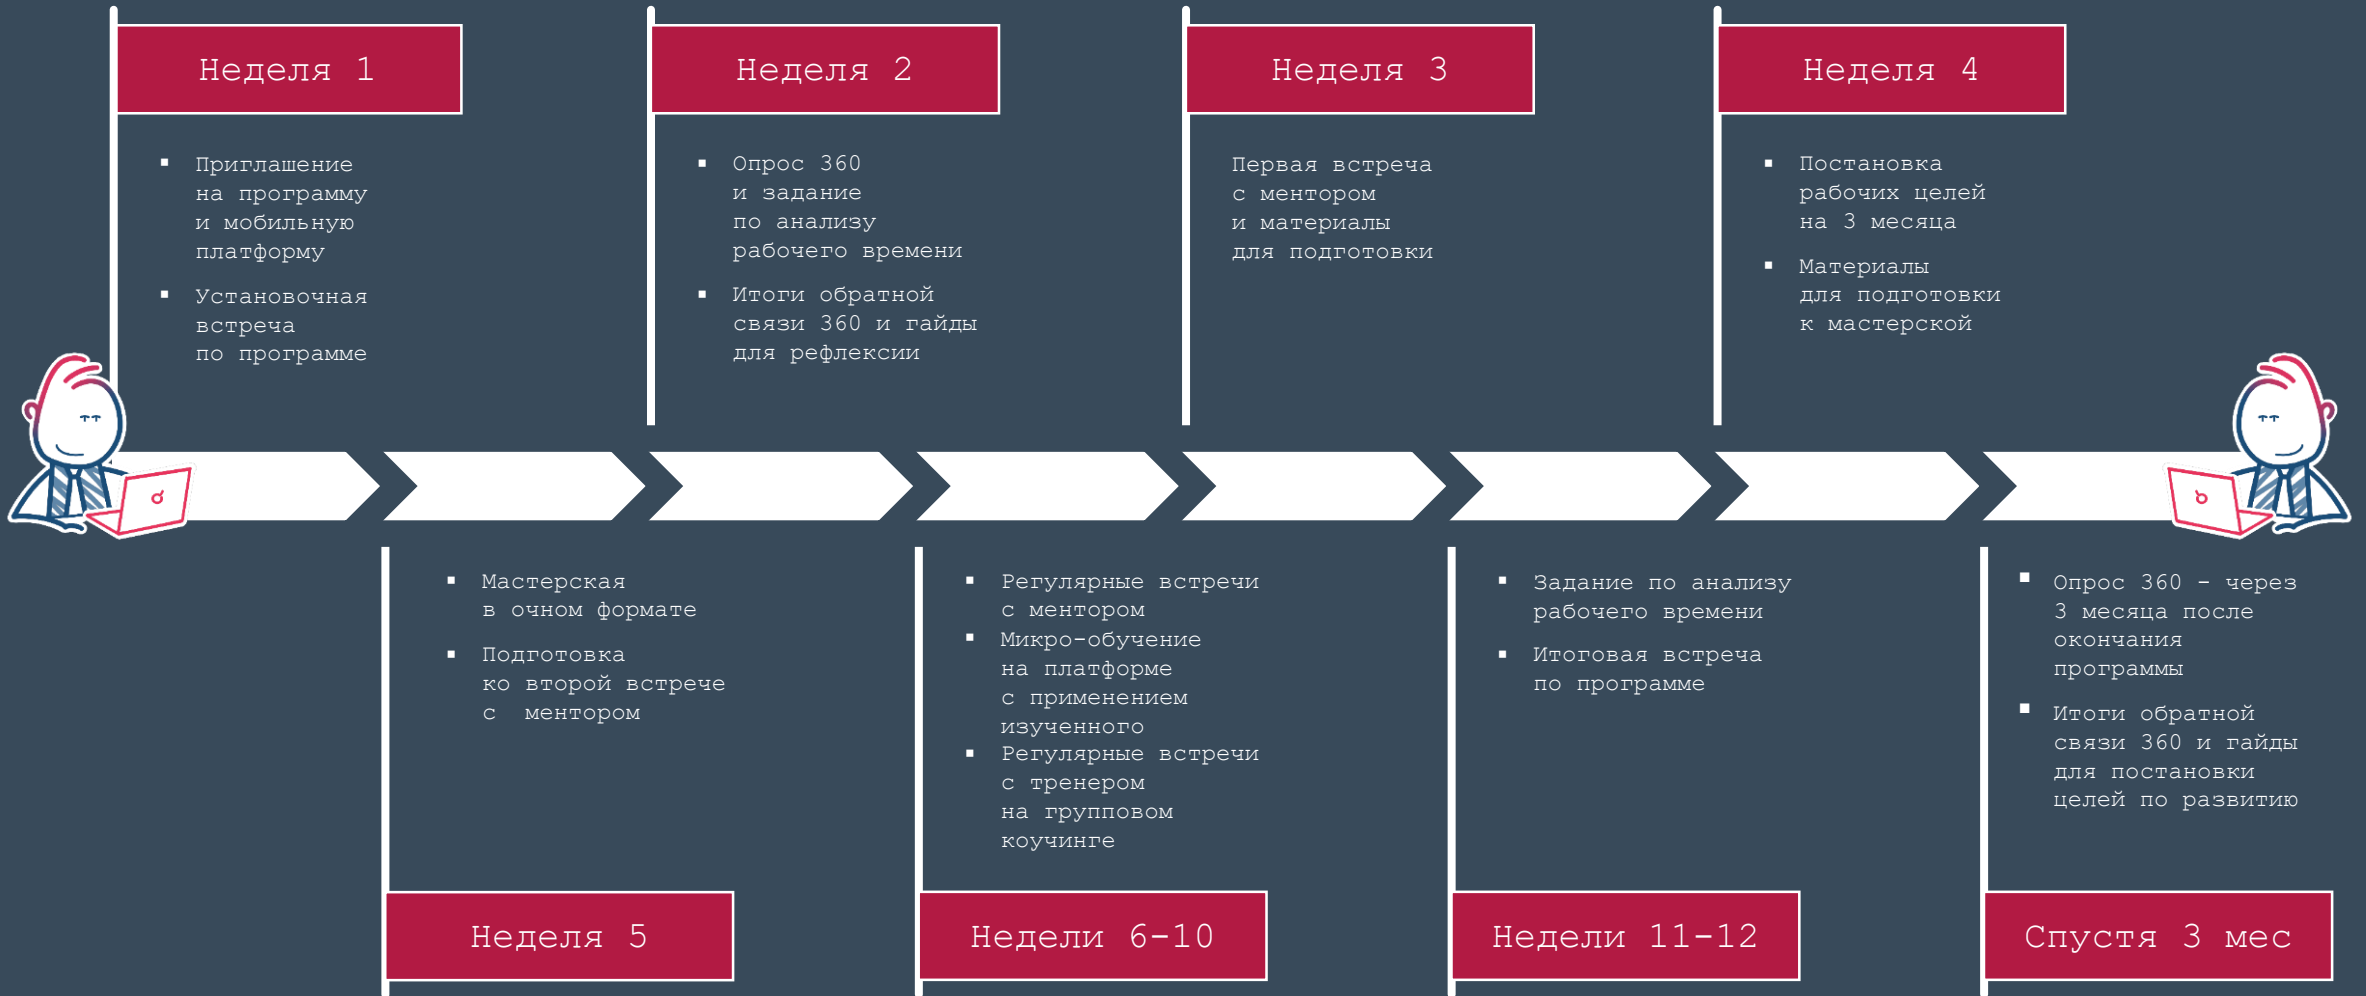 Неделя 1
Приглашение
на программу
и мобильную
платформу
Установочная
встреча
по программе
Неделя 2
Опрос 360
и задание
по анализу
рабочего времени
Итоги обратной
связи 360 и гайды
для рефлексии
Неделя 3
Первая встреча
с ментором
и материалы
для подготовки
Неделя 4
Постановка
рабочих целей
на 3 месяца
Материалы
для подготовки
к мастерской
Мастерская
в очном формате
Подготовка
ко второй встрече
с  ментором
Неделя 5
Регулярные встречи
с ментором
Микро-обучение
на платформе
с применением
изученного
Регулярные встречи
с тренером
на групповом
коучинге
Недели 6-10
Задание по анализу
рабочего времени
Итоговая встреча
по программе
Недели 11-12
Опрос 360 - через
3 месяца после
окончания
программы
Итоги обратной
связи 360 и гайды
для постановки
целей по развитию
Спустя 3 мес